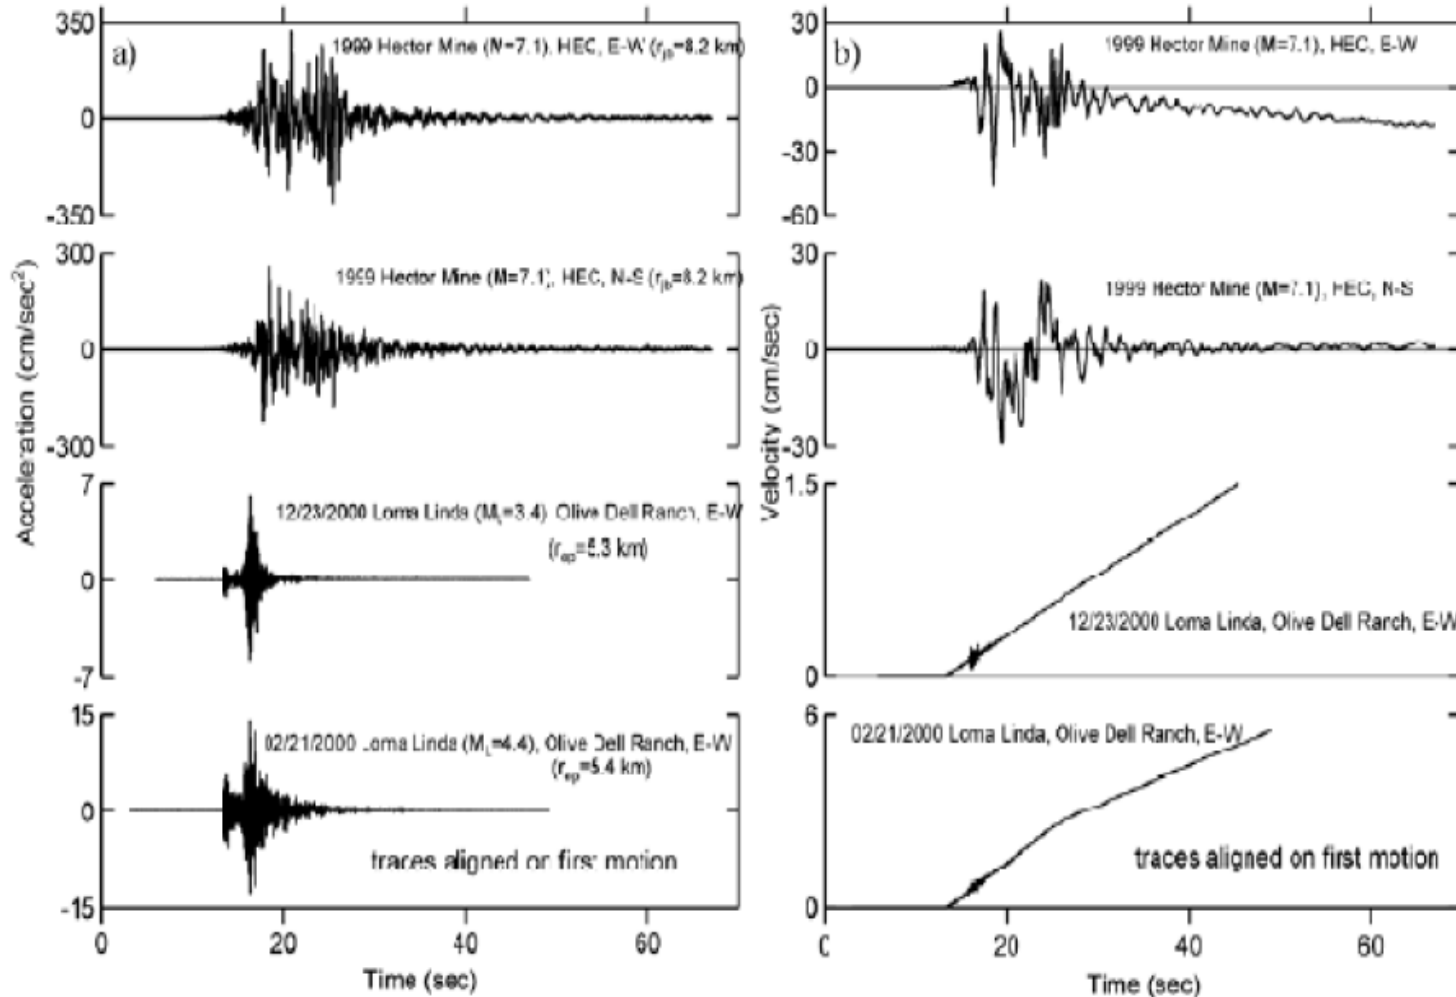 a)
350
0
-350
1999 Hector Mine (M=7.1), HEC, E-W (rjb=8.2 km)
300
0
-300
1999 Hector Mine (M=7.1), HEC, N-S (rjb=8.2 km)
7
0
-7
12/23/2000 Loma Linda (ML=3.4) Olive Dell Ranch, E-W
(rep=5.3 km)
15
0
-15
02/21/2000 Loma Linda (ML=4.4), Olive Dell Ranch, E-W
(rep=5.4 km)
traces aligned on first motion
Acceleration (cm/sec2)
0 20 40 60
Time (sec)
b)
30
0
-30
-60
1999 Hector Mine (M=7.1), HEC, E-W
30
0
-30
1999 Hector Mine (M=7.1), HEC, N-S
1.5
0
12/23/2000 Loma Linda, Olive Dell Ranch, E-W
6
3
0
02/21/2000 Loma Linda, Olive Dell Ranch, E-W
traces aligned on first motion
Velocity (cm/sec)
0 20 40 60
Time (sec)